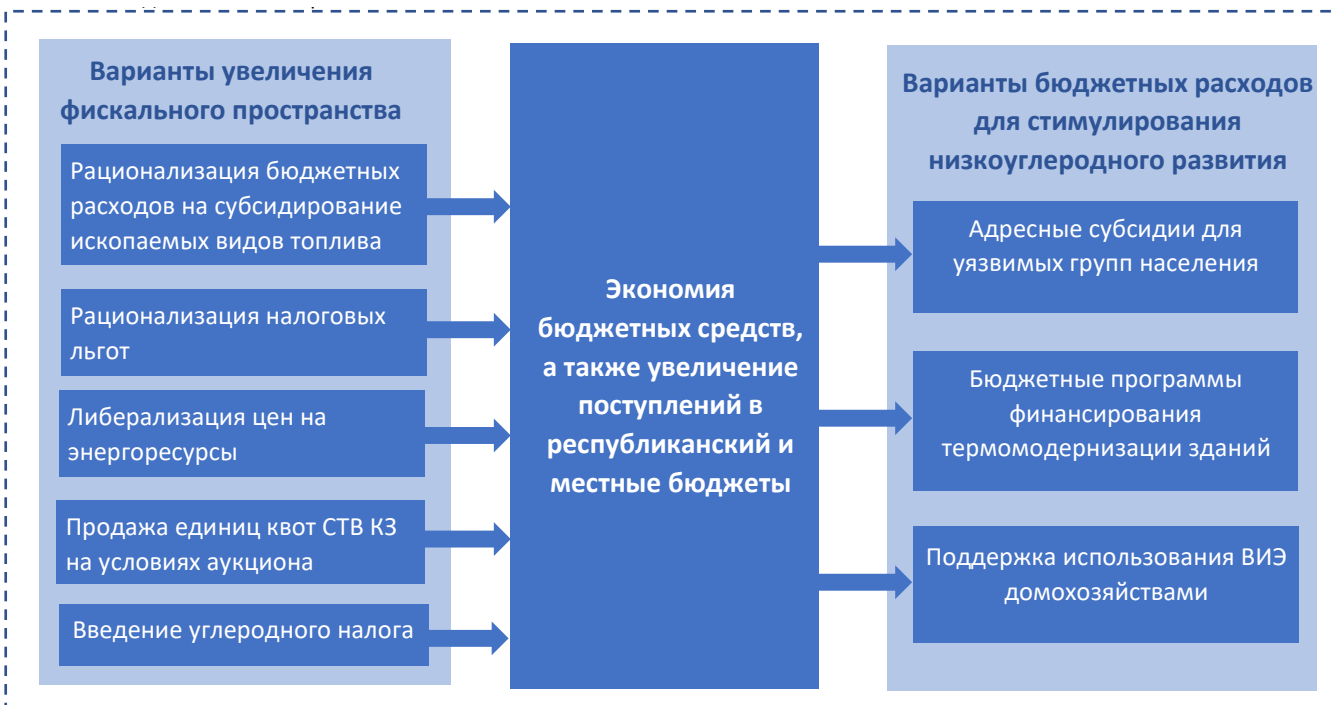 Варианты увеличения
фискального пространства
Рационализация бюджетных
расходов на субсидирование
ископаемых видов топлива
Рационализация налоговых
льгот
Либерализация цен на
энергоресурсы
Продажа единиц квот СТВ КЗ
на условиях аукциона
Введение углеродного налога
Экономия
бюджетных средств,
а также увеличение
поступлений в
республиканский и
местные бюджеты
Варианты бюджетных расходов
для стимулирования
низкоуглеродного развития
Адресные субсидии для
уязвимых групп населения
Бюджетные программы
финансирования
термомодернизации зданий
Поддержка использования ВИЭ
домохозяйствами